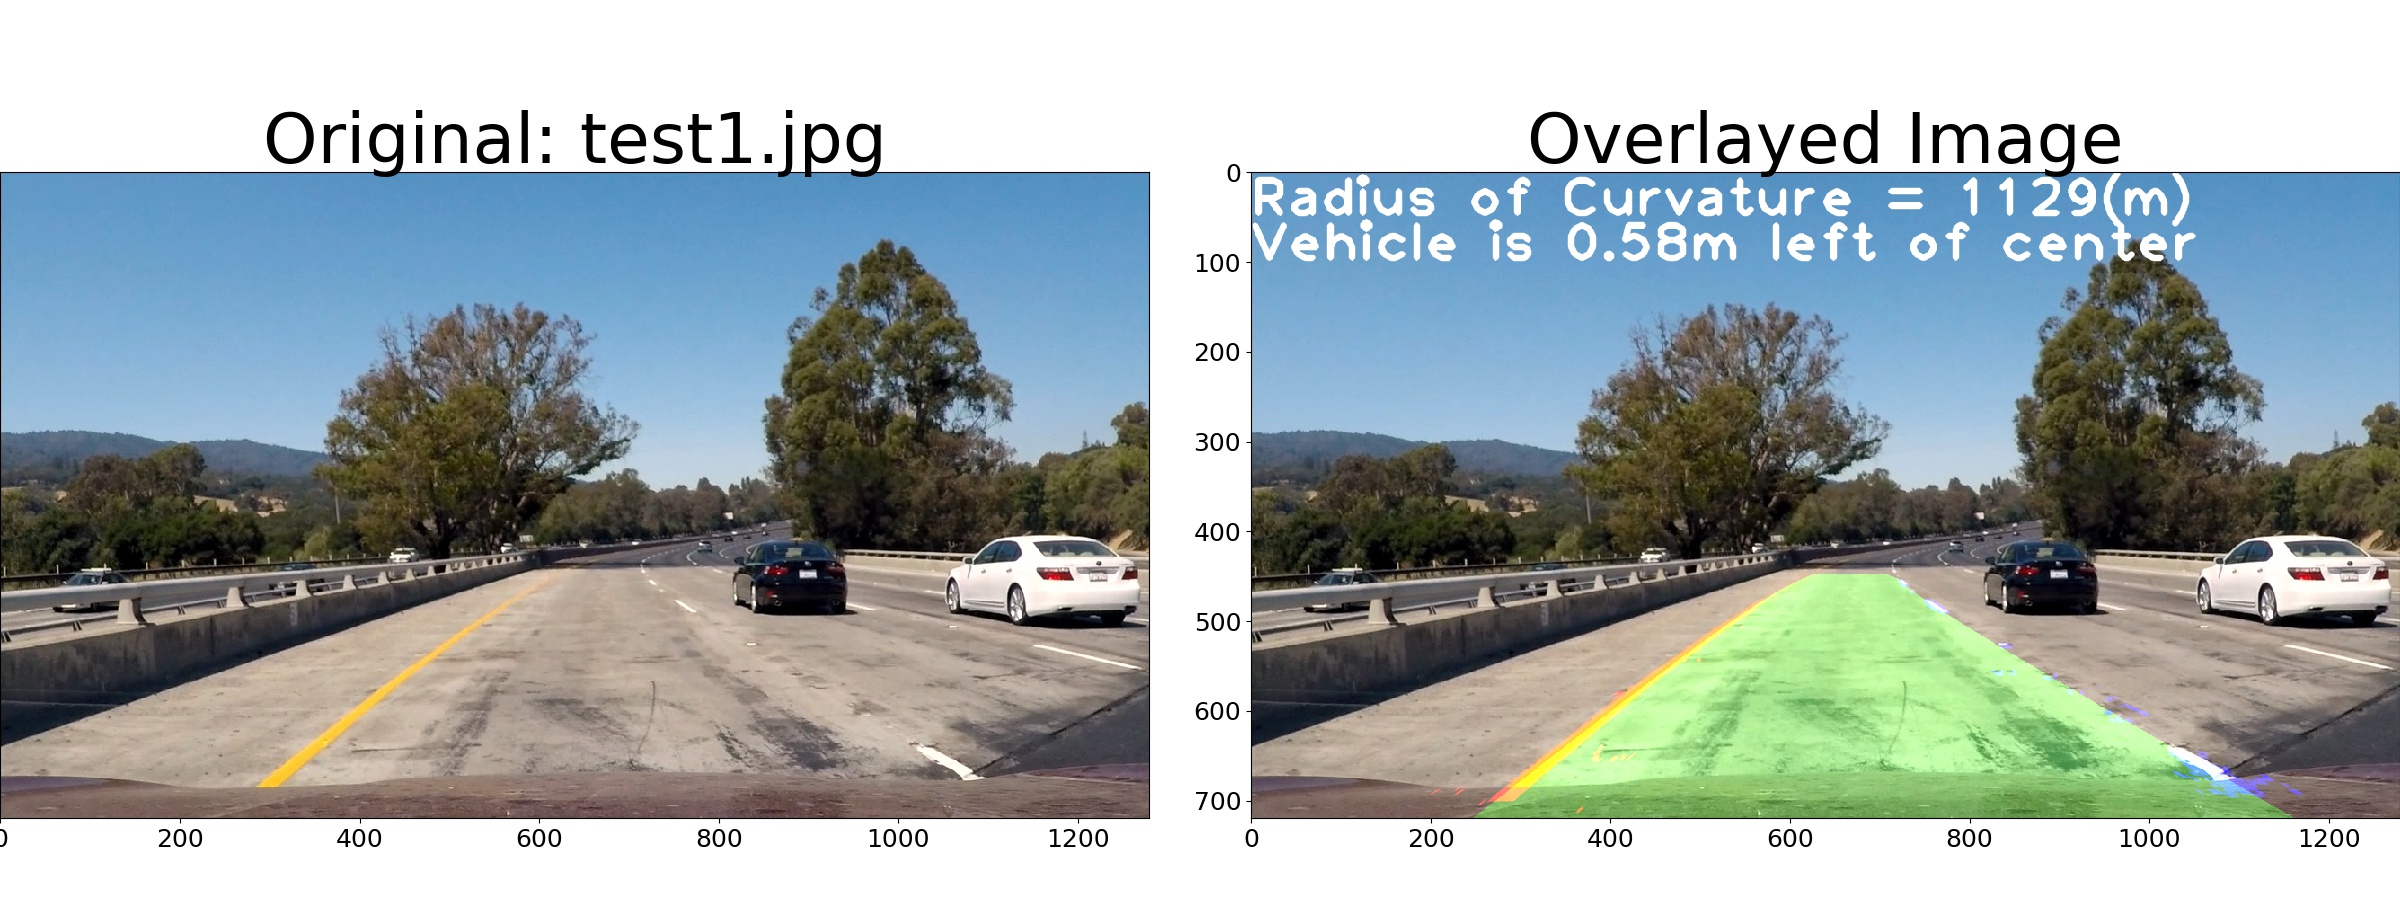 Original: test1.jpg
Overlayed Image
Radius of Curvature = 1129(m)
Vehicle is 0.58m left of center
0
100
200
300
400
500
600
700
0 200 400 600 800 1000 1200
0 200 400 600 800 1000 1200